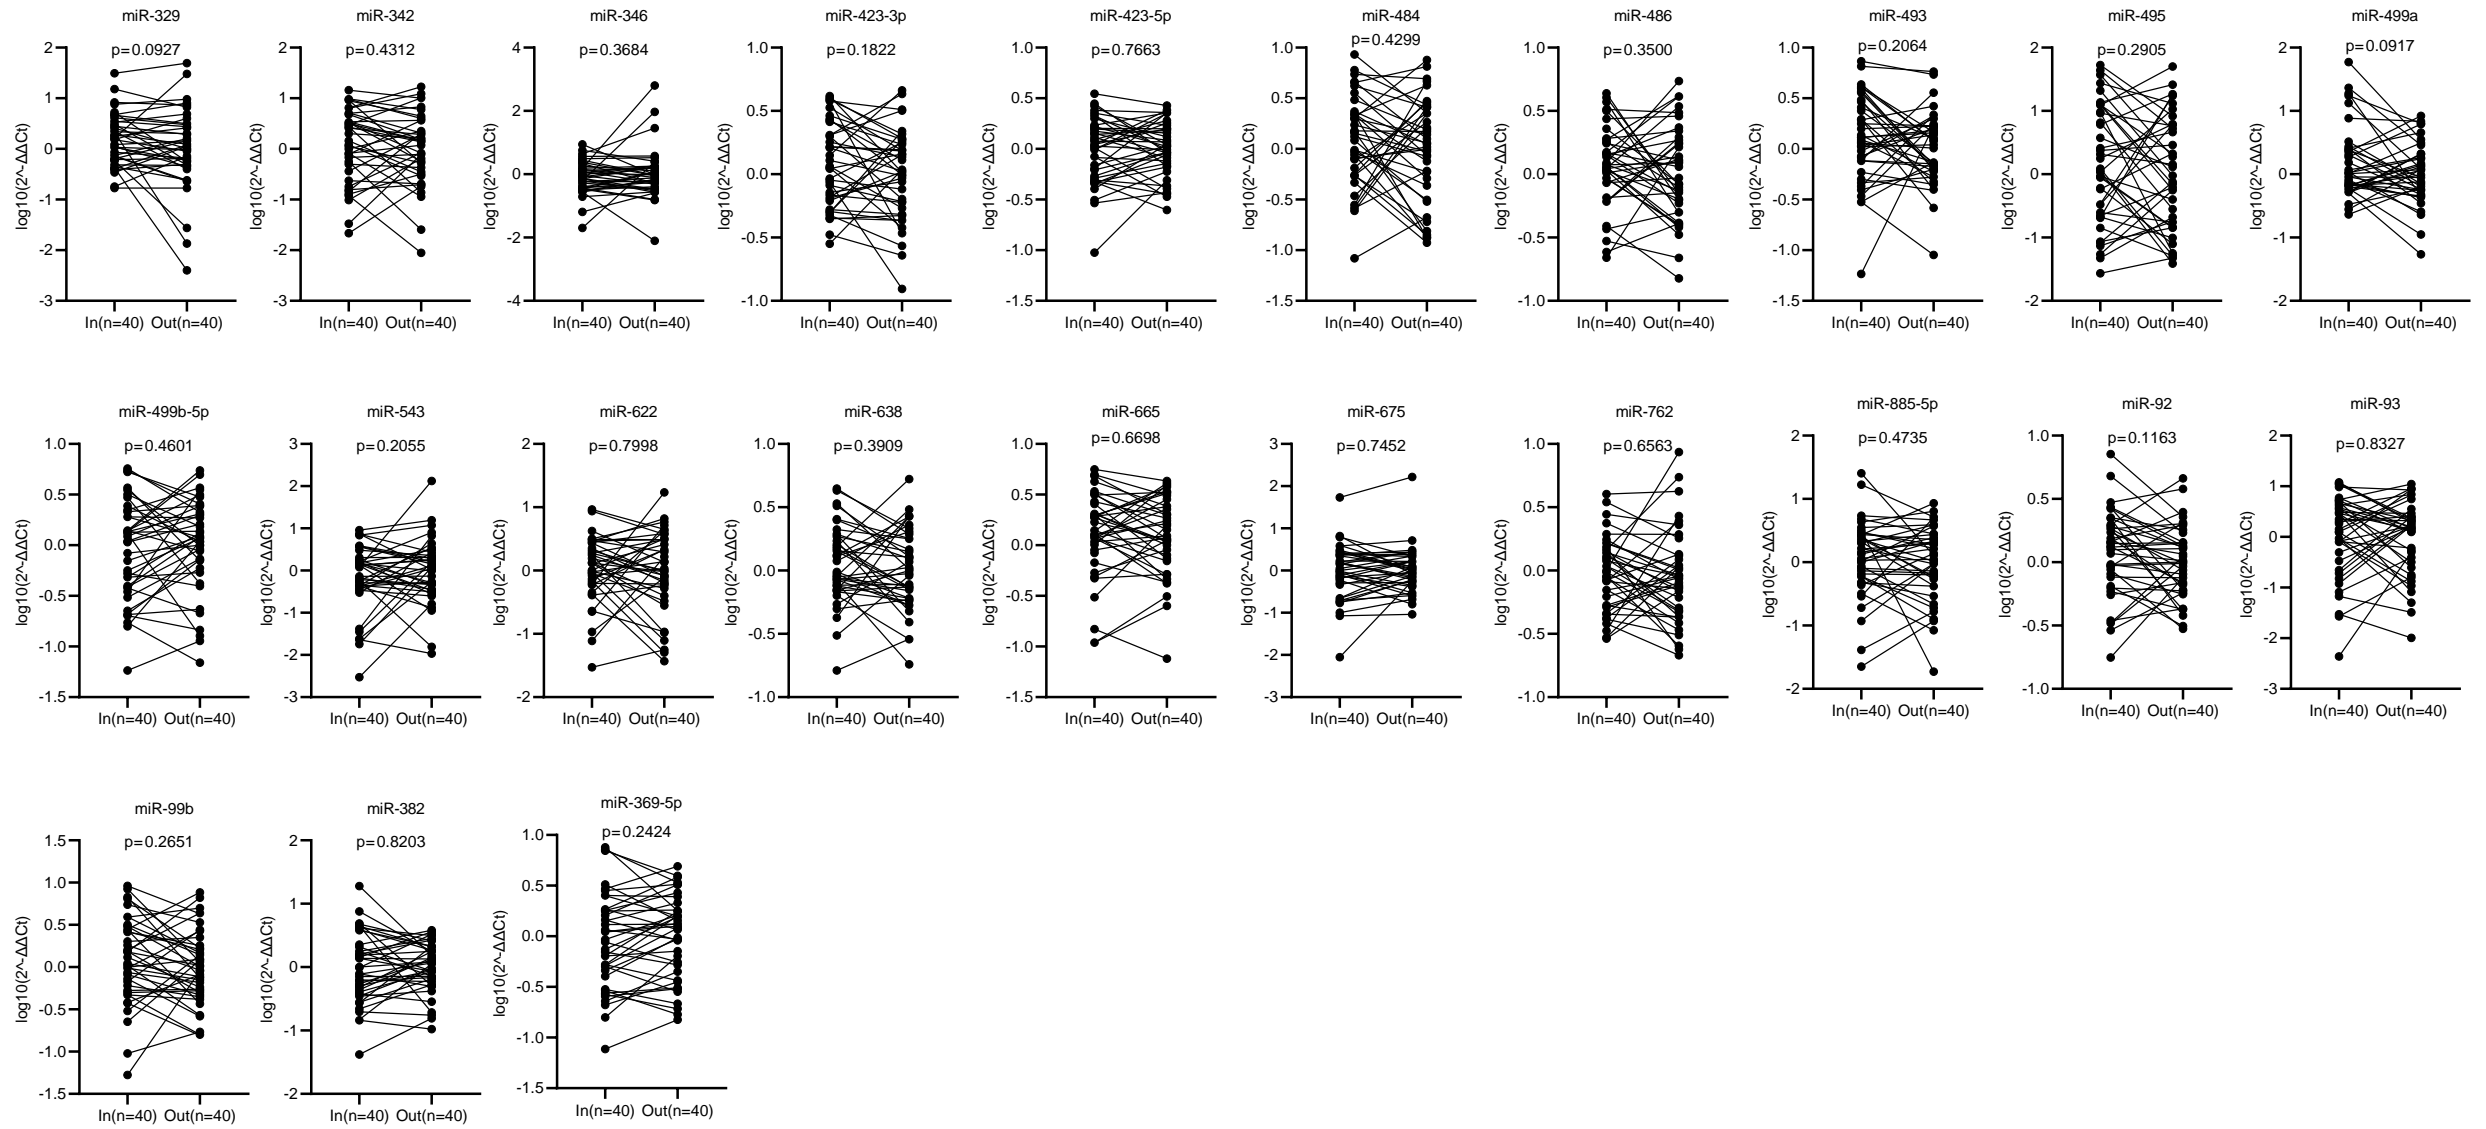 miR-329
p=0.0927
2
1
0
-1
-2
-3
log10(2^-ΔΔCt)
In(n=40) Out(n=40)
miR-342
p=0.4312
2
1
0
-1
-2
-3
log10(2^-ΔΔCt)
In(n=40) Out(n=40)
miR-346
p=0.3684
4
2
0
-2
-4
log10(2^-ΔΔCt)
In(n=40) Out(n=40)
miR-423-3p
p=0.1822
1.0
0.5
0.0
-0.5
-1.0
log10(2^-ΔΔCt)
In(n=40) Out(n=40)
miR-423-5p
p=0.7663
1.0
0.5
0.0
-0.5
-1.0
-1.5
log10(2^-ΔΔCt)
In(n=40) Out(n=40)
miR-484
p=0.4299
1.0
0.5
0.0
-0.5
-1.0
-1.5
log10(2^-ΔΔCt)
In(n=40) Out(n=40)
miR-486
p=0.3500
1.0
0.5
0.0
-0.5
-1.0
log10(2^-ΔΔCt)
In(n=40) Out(n=40)
miR-493
p=0.2064
1.0
0.5
0.0
-0.5
-1.0
-1.5
log10(2^-ΔΔCt)
In(n=40) Out(n=40)
miR-495
p=0.2905
2
1
0
-1
-2
log10(2^-ΔΔCt)
In(n=40) Out(n=40)
miR-499a
p=0.0917
2
1
0
-1
-2
log10(2^-ΔΔCt)
In(n=40) Out(n=40)
miR-499b-5p
p=0.4601
1.0
0.5
0.0
-0.5
-1.0
-1.5
log10(2^-ΔΔCt)
In(n=40) Out(n=40)
miR-543
p=0.2055
3
2
1
0
-1
-2
-3
log10(2^-ΔΔCt)
In(n=40) Out(n=40)
miR-622
p=0.7998
2
1
0
-1
-2
log10(2^-ΔΔCt)
In(n=40) Out(n=40)
miR-638
p=0.3909
1.0
0.5
0.0
-0.5
-1.0
log10(2^-ΔΔCt)
In(n=40) Out(n=40)
miR-665
p=0.6698
1.0
0.5
0.0
-0.5
-1.0
-1.5
log10(2^-ΔΔCt)
In(n=40) Out(n=40)
miR-675
p=0.7452
3
2
1
0
-1
-2
-3
log10(2^-ΔΔCt)
In(n=40) Out(n=40)
miR-762
p=0.6563
1.0
0.5
0.0
-0.5
-1.0
log10(2^-ΔΔCt)
In(n=40) Out(n=40)
miR-885-5p
p=0.4735
2
1
0
-1
-2
log10(2^-ΔΔCt)
In(n=40) Out(n=40)
miR-92
p=0.1163
1.0
0.5
0.0
-0.5
-1.0
log10(2^-ΔΔCt)
In(n=40) Out(n=40)
miR-93
p=0.8327
2
1
0
-1
-2
-3
log10(2^-ΔΔCt)
In(n=40) Out(n=40)
miR-99b
p=0.2651
1.5
1.0
0.5
0.0
-0.5
-1.0
-1.5
log10(2^-ΔΔCt)
In(n=40) Out(n=40)
miR-382
p=0.8203
2
1
0
-1
-2
log10(2^-ΔΔCt)
In(n=40) Out(n=40)
miR-369-5p
p=0.2424
1.0
0.5
0.0
-0.5
-1.0
-1.5
log10(2^-ΔΔCt)
In(n=40) Out(n=40)